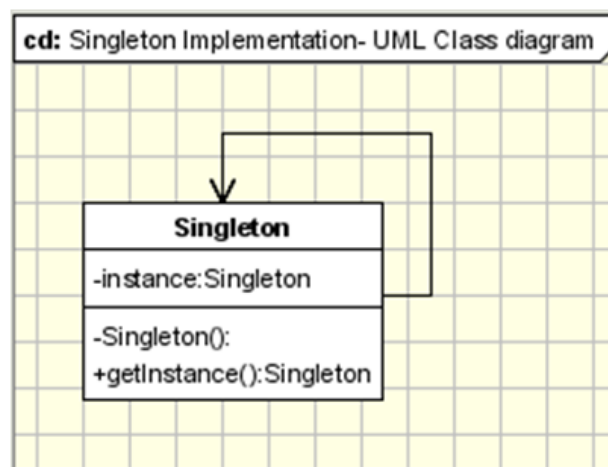 cd: Singleton Implementation- UML Class diagram
Singleton
-instance:Singleton
-Singleton():
+getInstance():Singleton